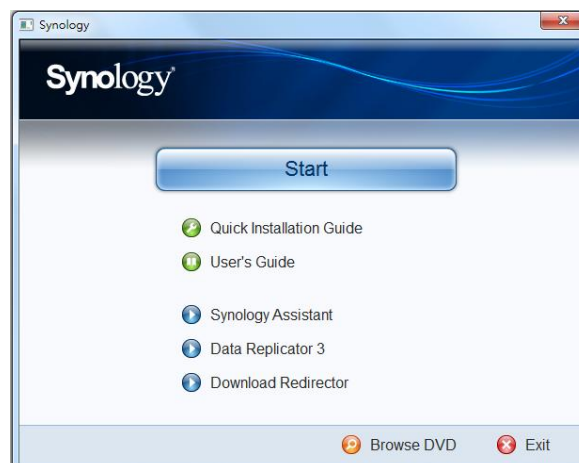 Synology
Synology
Start
Quick Installation Guide
User's Guide
Synology Assistant
Data Replicator 3
Download Redirector
Browse DVD Exit